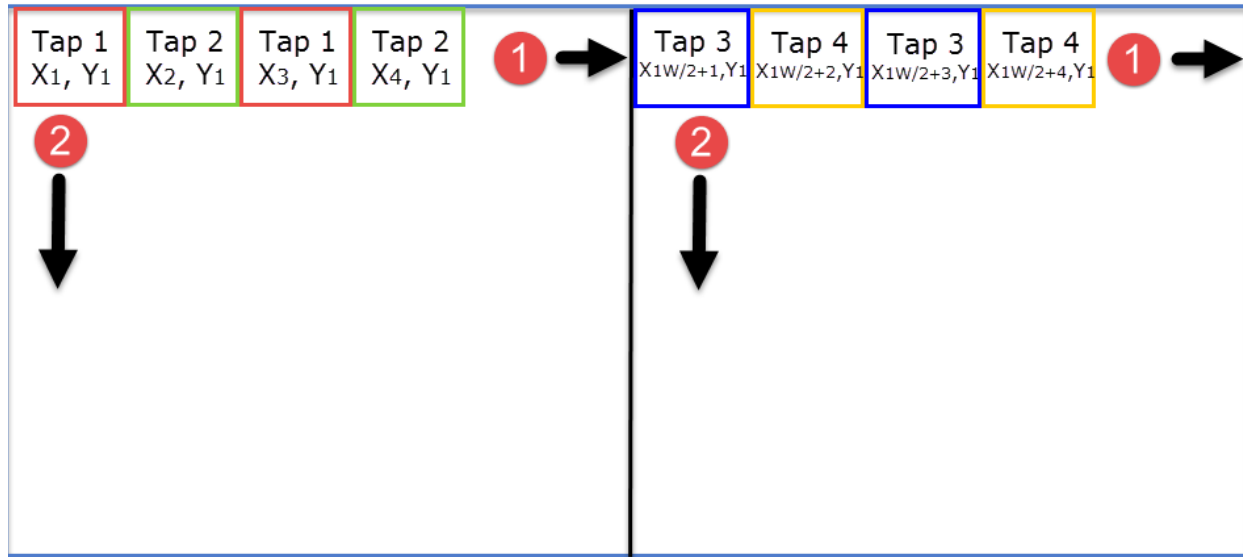 Tap 1
X1, Y1
Tap 2
X2, Y1
Tap 1
X3, Y1
Tap 2
X4, Y1
1
Tap 3
X1W/2+1,Y1
Tap 4
X1W/2+2,Y1
Tap 3
X1W/2+3,Y1
Tap 4
X1W/2+4,Y1
1
2
2